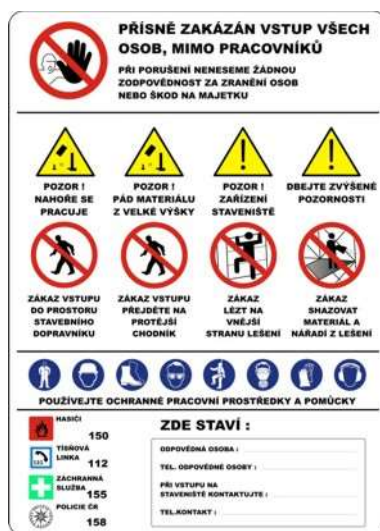 PŘÍSNĚ ZAKÁZÁN VSTUP VŠECH
OSOB, MIMO PRACOVNÍKŮ
PŘI PORUŠENÍ NENESEME ŽÁDNOU
ZODPOVĚDNOST ZA ZRANĚNÍ OSOB
NEBO ŠKOD NA MAJETKU
POZOR !
NAHOŘE SE
PRACUJE
POZOR !
PÁD MATERIÁLU
Z VELKÉ VÝŠKY
POZOR !
ZAŘÍZENÍ
STAVENIŠTĚ
DBEJTE ZVÝŠENÉ
POZORNOSTI
ZÁKAZ VSTUPU
DO PROSTORU
STAVEBNÍHO
DOPRAVNÍKU
ZÁKAZ VSTUPU
PŘEJDĚTE NA
PROTĚJŠÍ
CHODNÍK
ZÁKAZ
LÉZT NA
VNĚJŠÍ
STRANU LEŠENÍ
ZÁKAZ
SHAZOVAT
MATERIÁL A
NÁŘADÍ Z LEŠENÍ
POUŽÍVEJTE OCHRANNÉ PRACOVNÍ PROSTŘEDKY A POMŮCKY
HASIČI
150
TÍSŇOVÁ
LINKA 112
ZÁCHRANNÁ
SLUŽBA 155
POLICIE ČR
158
ZDE STAVÍ :
ODPOVĚDNÁ OSOBA :
TEL. ODPOVĚDNÉ OSOBY :
PŘI VSTUPU NA
STAVENIŠTĚ KONTAKTUJTE :
TEL.KONTAKT :